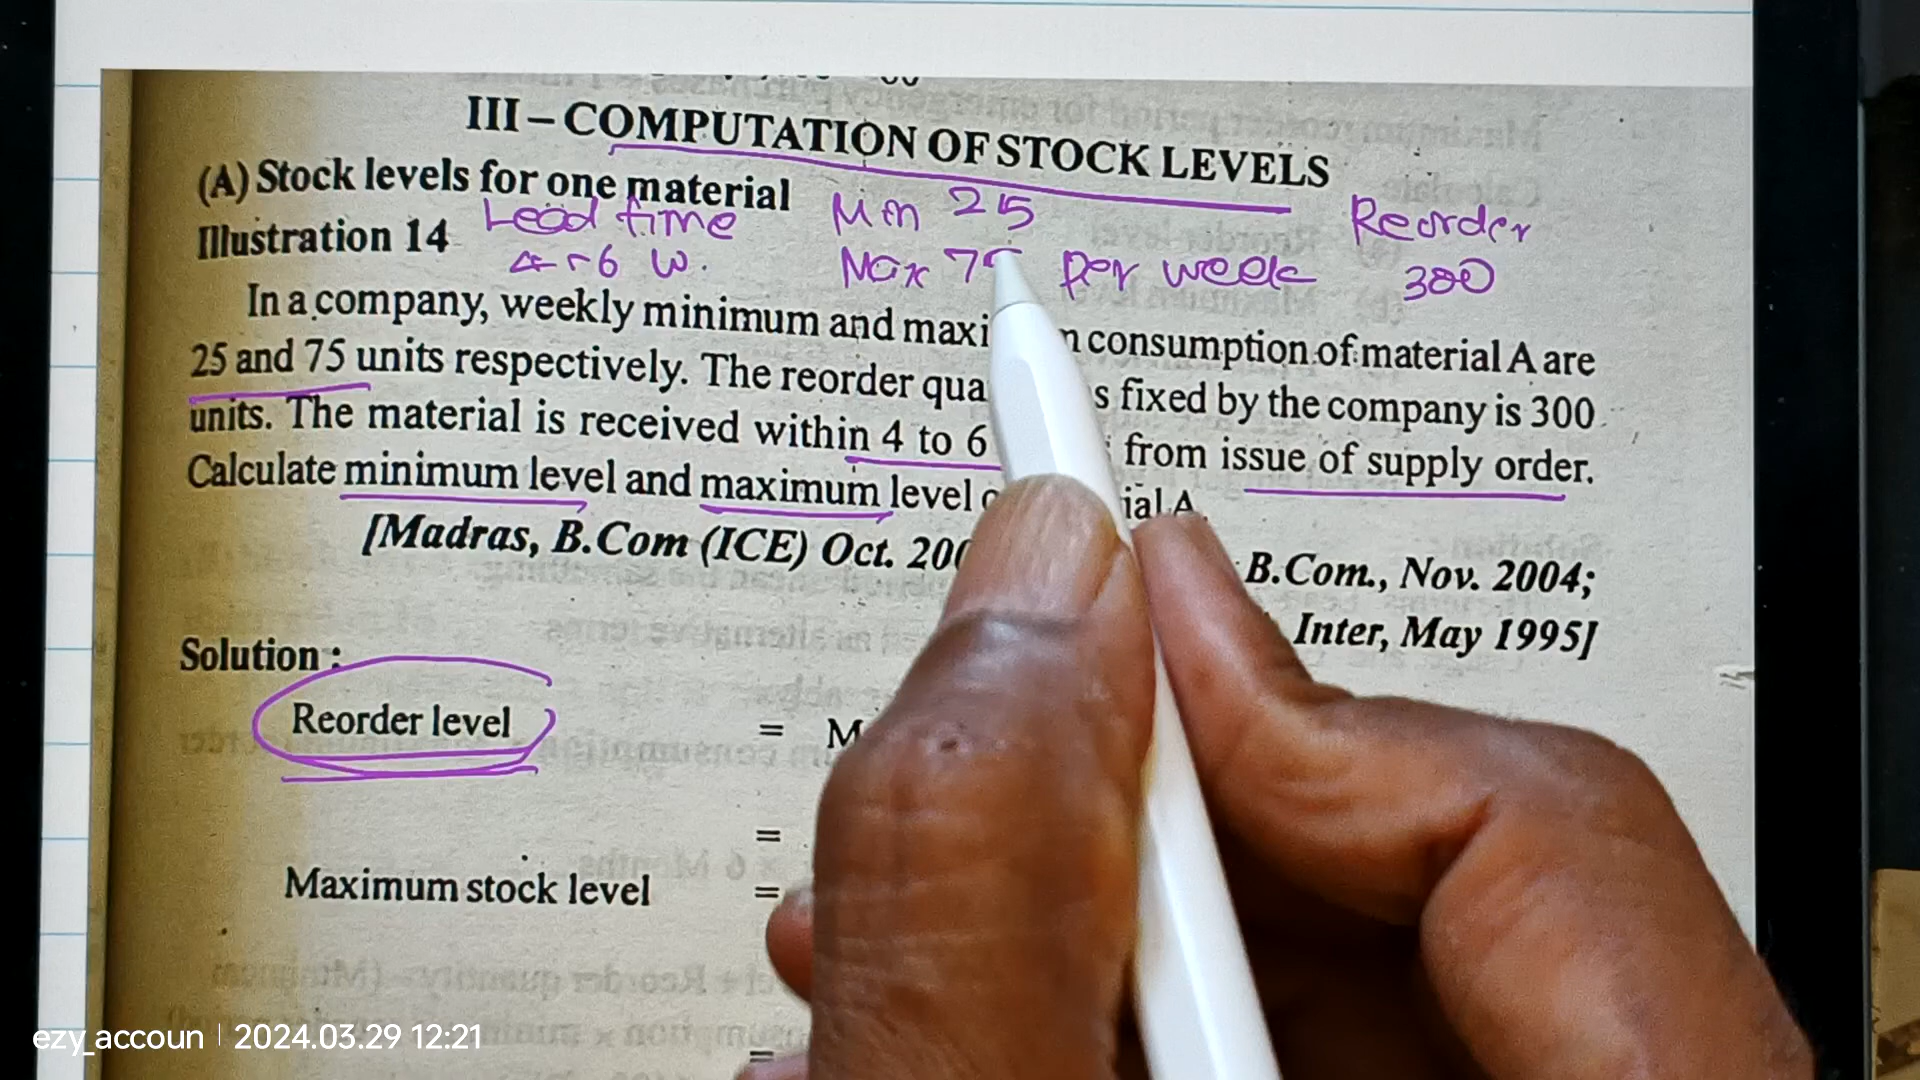 III – COMPUTATION OF STOCK LEVELS
(A) Stock levels for one material
Min 25
Reorder
Illustration 14
Lead time
4 - 6 w.
Max 75 per week
300
In a company, weekly minimum and maxi consumption of material A are
25 and 75 units respectively. The reorder qua s fixed by the company is 300
units. The material is received within 4 to 6 from issue of supply order.
Calculate minimum level and maximum level ial A.
[Madras, B.Com (ICE) Oct. 200 B.Com., Nov. 2004;
Inter, May 1995]
Solution :
Reorder level = M
=
Maximum stock level =
=
ezy_accoun | 2024.03.29 12:21